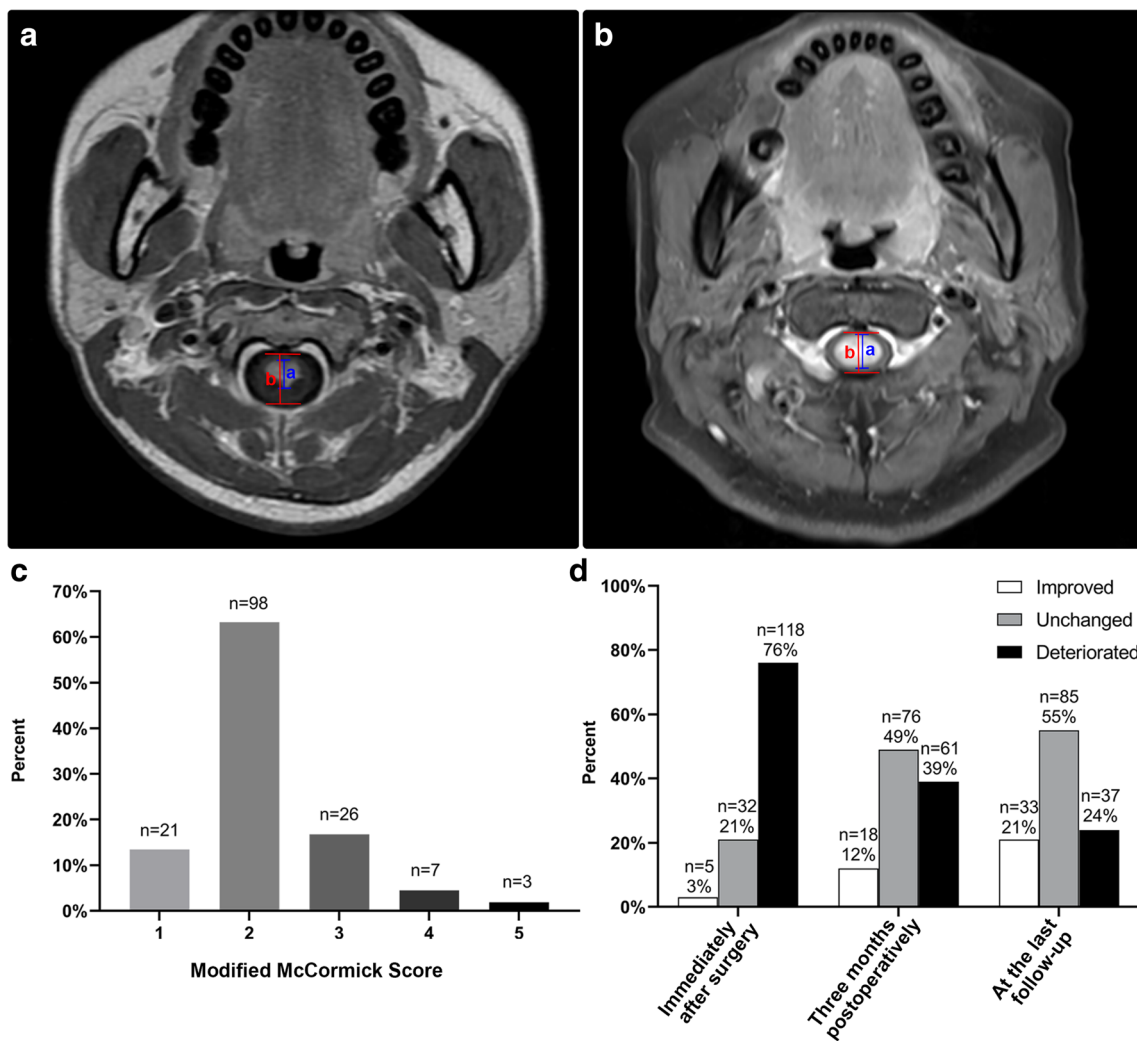 a
b
a
b
b
a
c
70%
60%
50%
40%
30%
20%
10%
0%
Percent
n=21
n=98
n=26
n=7
n=3
1
2
3
4
5
Modified McCormick Score
d
100%
80%
60%
40%
20%
0%
Percent
Improved
Unchanged
Deteriorated
n=5
3%
n=32
21%
n=118
76%
n=18
12%
n=76
49%
n=61
39%
n=33
21%
n=85
55%
n=37
24%
Immediately
after surgery
Three months
postoperatively
At the last
follow-up